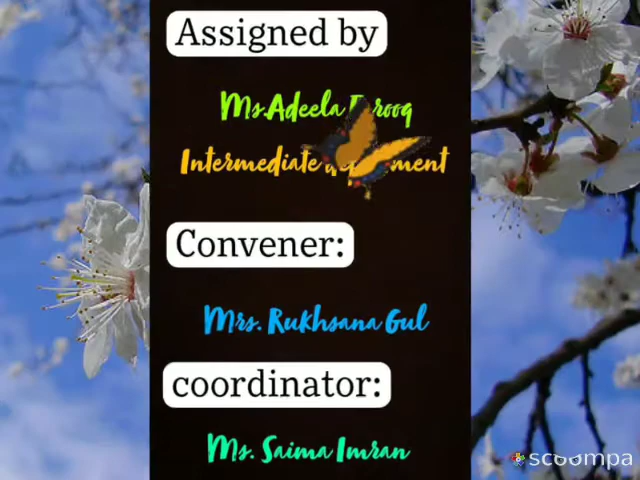 Assigned by
Ms.Adeela
Intermediate
Convener:
Mrs. Rukhsana Gul
coordinator:
Ms. Saima Imran
scoompa